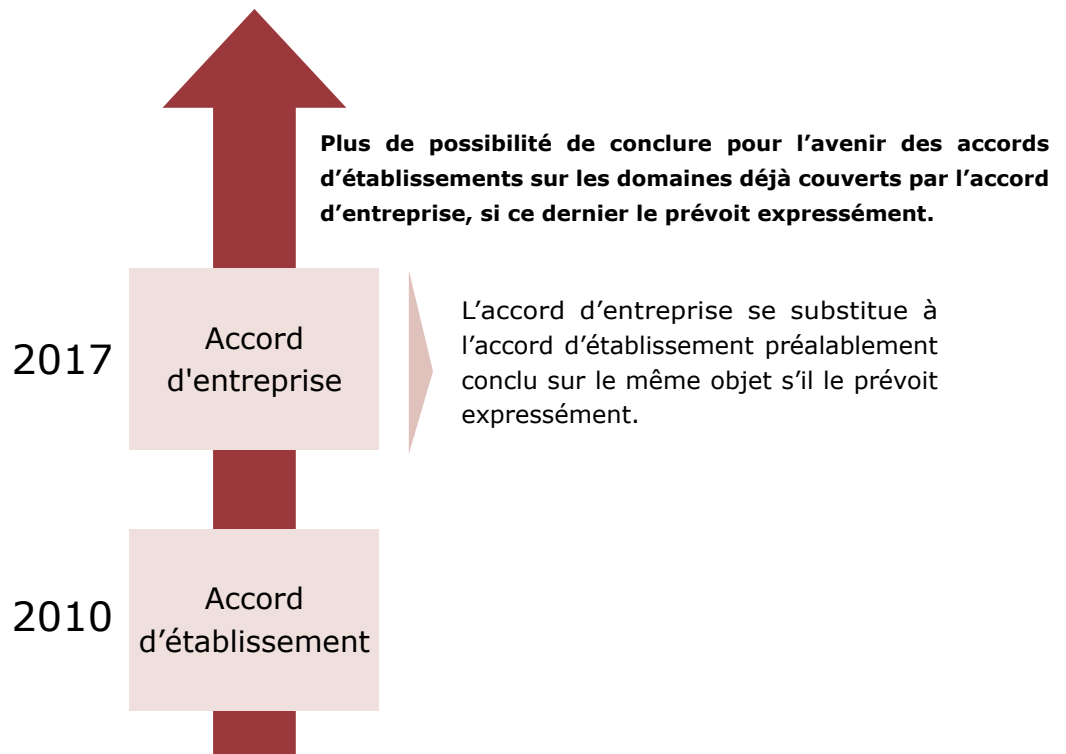 Plus de possibilité de conclure pour l’avenir des accords
d’établissements sur les domaines déjà couverts par l’accord
d’entreprise, si ce dernier le prévoit expressément.
2017
Accord
d'entreprise
L’accord d’entreprise se substitue à
l’accord d’établissement préalablement
conclu sur le même objet s’il le prévoit
expressément.
2010
Accord
d’établissement